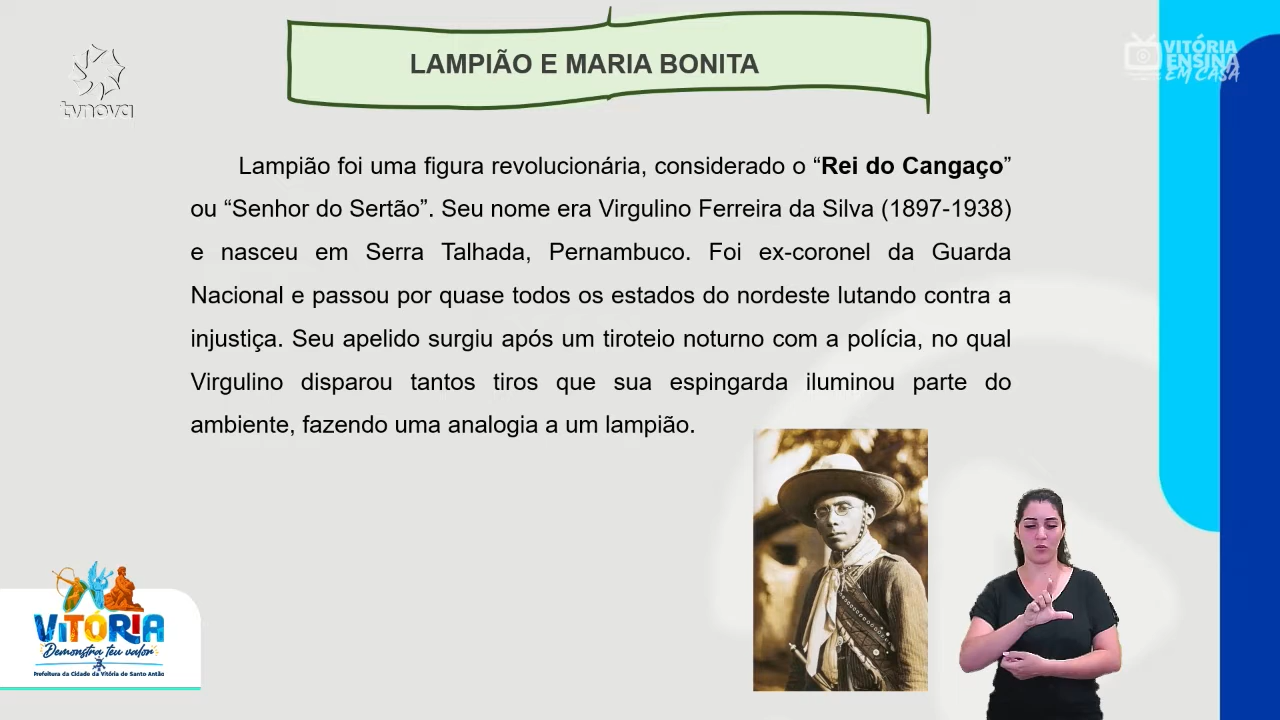 LAMPIÃO E MARIA BONITA
tvnova
VITÓRIA
ENSINA
EM CASA
Lampião foi uma figura revolucionária, considerado o “Rei do Cangaço”
ou “Senhor do Sertão”. Seu nome era Virgulino Ferreira da Silva (1897-1938)
e nasceu em Serra Talhada, Pernambuco. Foi ex-coronel da Guarda
Nacional e passou por quase todos os estados do nordeste lutando contra a
injustiça. Seu apelido surgiu após um tiroteio noturno com a polícia, no qual
Virgulino disparou tantos tiros que sua espingarda iluminou parte do
ambiente, fazendo uma analogia a um lampião.
ViTÓRIA
Demonstra teu valor
Prefeitura da Cidade da Vitória de Santo Antão